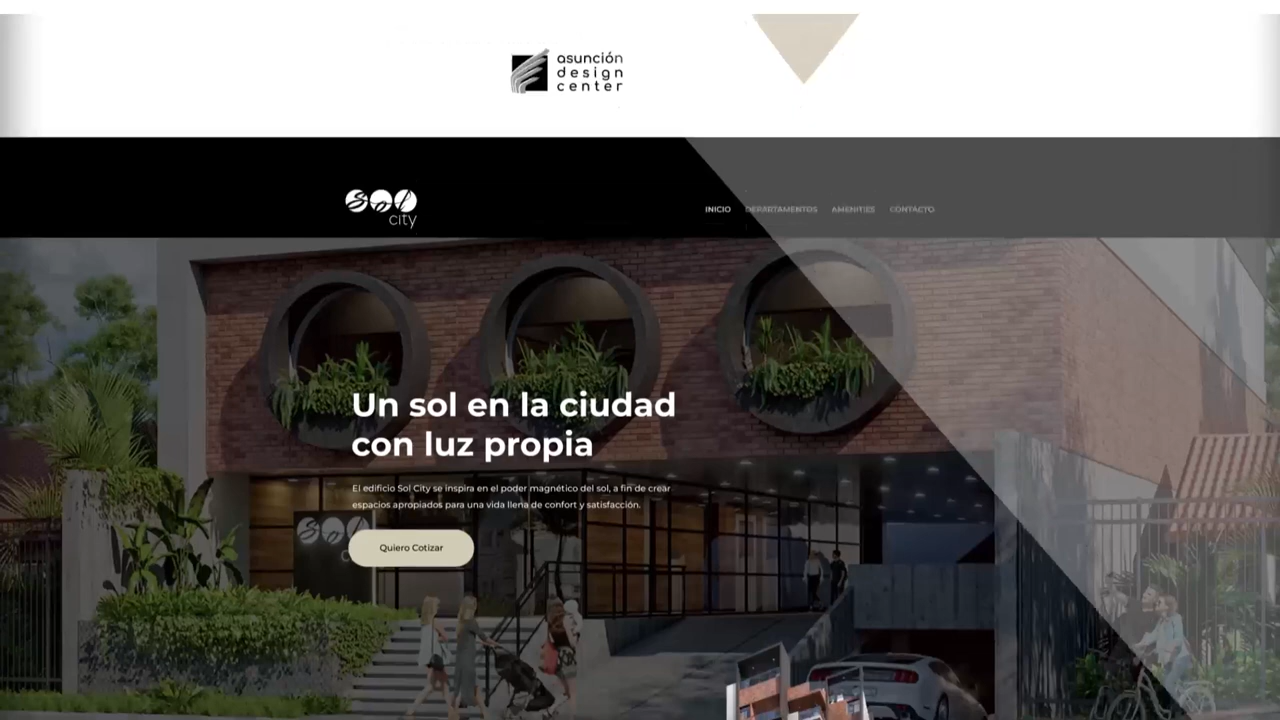 asunción
design
center
Sol
city
INICIO DEPARTAMENTOS AMENITIES CONTACTO
Un sol en la ciudad
con luz propia
El edificio Sol City se inspira en el poder magnético del sol, a fin de crear
espacios apropiados para una vida llena de confort y satisfacción.
Sol
Quiero Cotizar